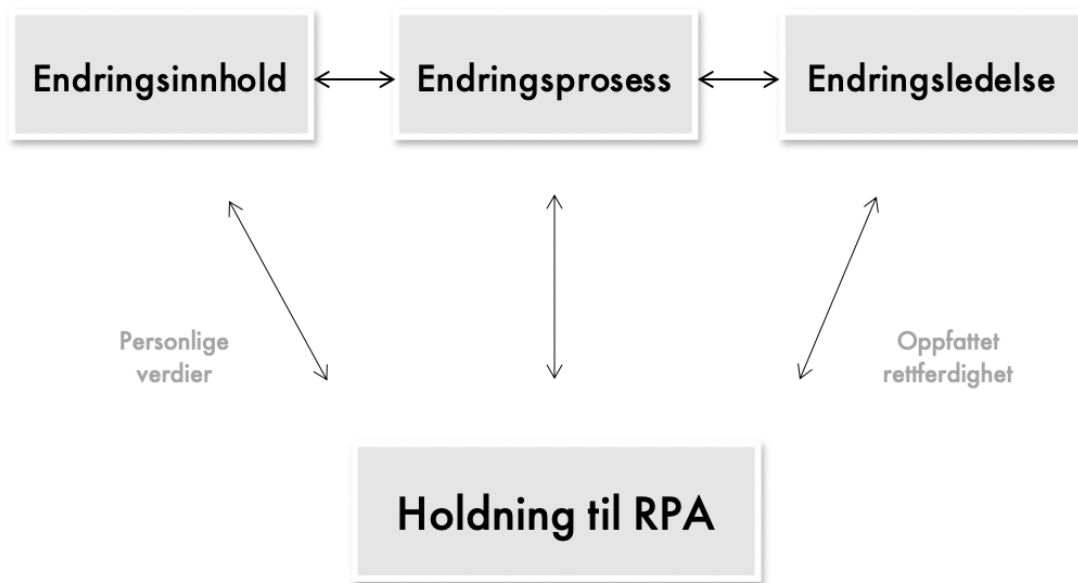 Endringsinnhold
Endringsprosess
Endringsledelse
Personlige
verdier
Oppfattet
rettferdighet
Holdning til RPA